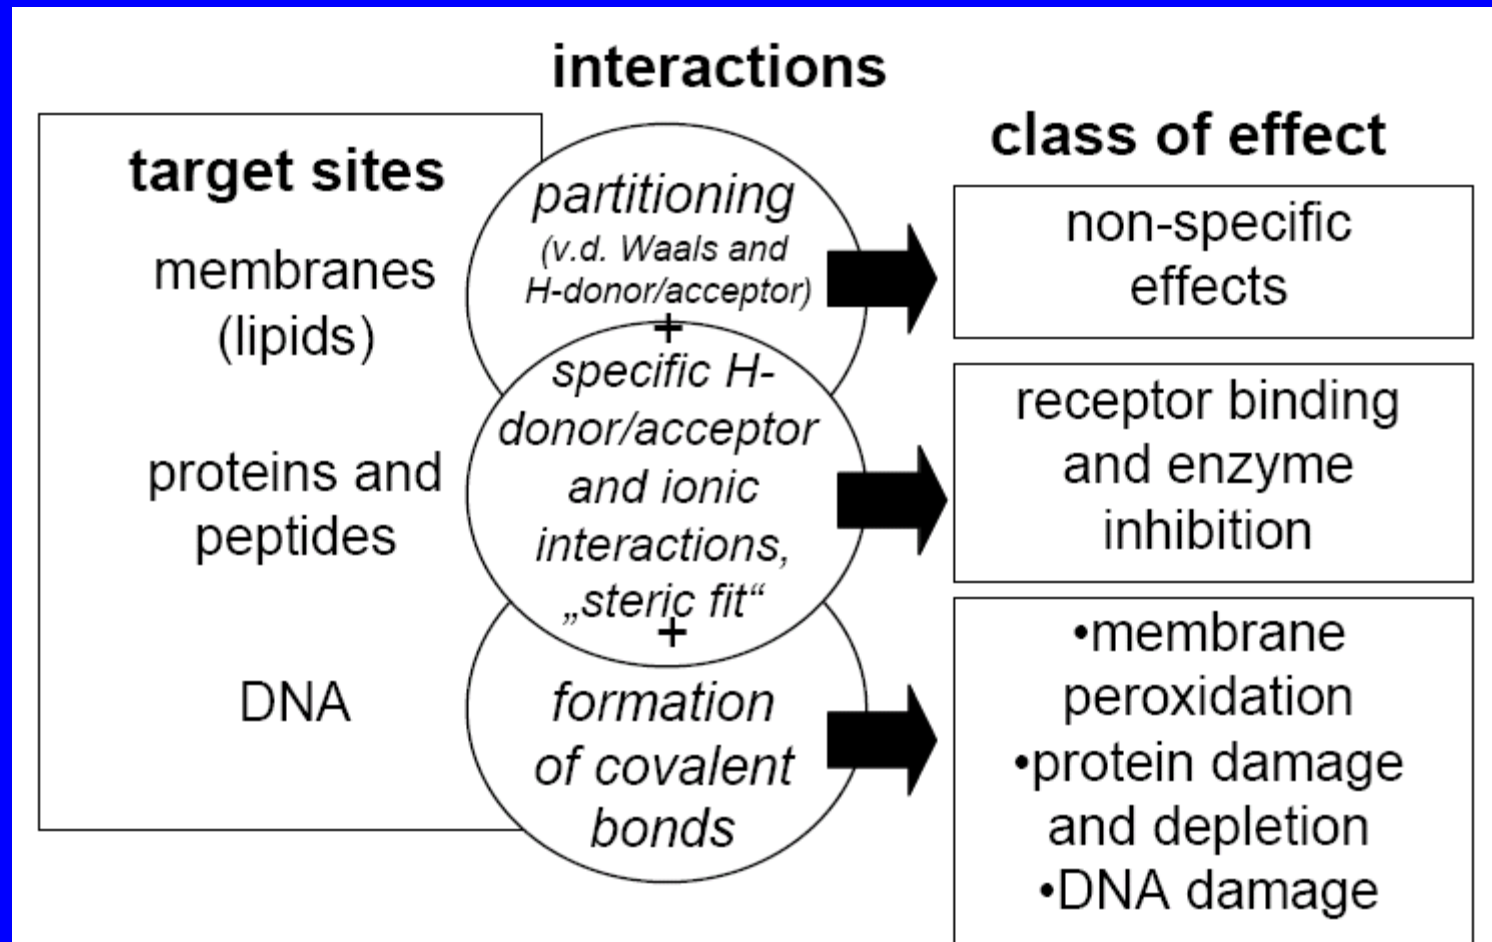 interactions
target sites
membranes
(lipids)
proteins and
peptides
DNA
partitioning
(v.d. Waals and
H-donor/acceptor)
+
specific H-
donor/acceptor
and ionic
interactions,
„steric fit“
+
formation
of covalent
bonds
class of effect
non-specific
effects
receptor binding
and enzyme
inhibition
•membrane
peroxidation
•protein damage
and depletion
•DNA damage